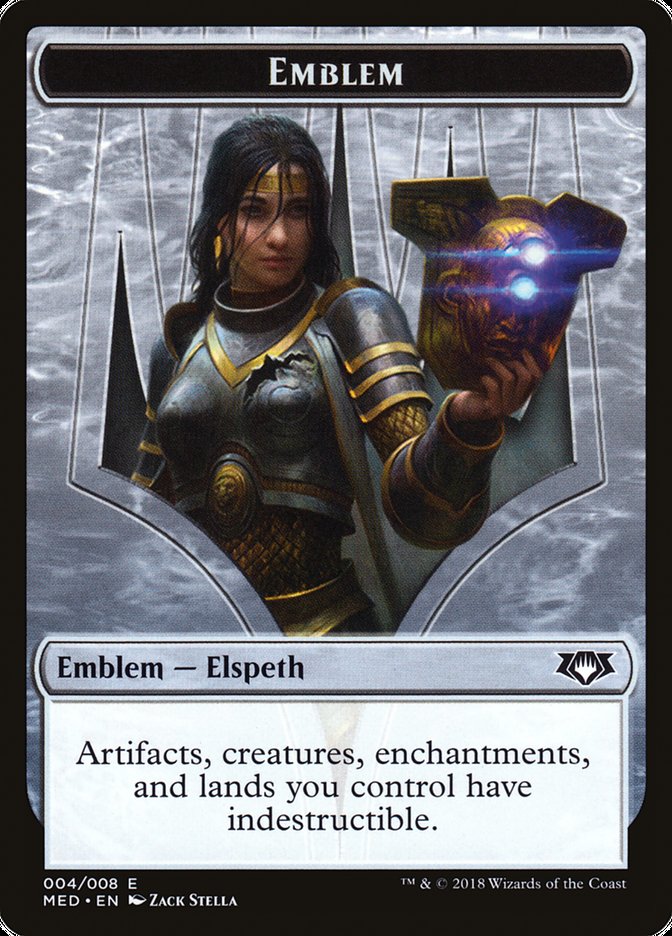 Emblem
Emblem — Elspeth
Artifacts, creatures, enchantments,
and lands you control have
indestructible.
004/008 E
MED • EN Zack Stella
™ & © 2018 Wizards of the Coast